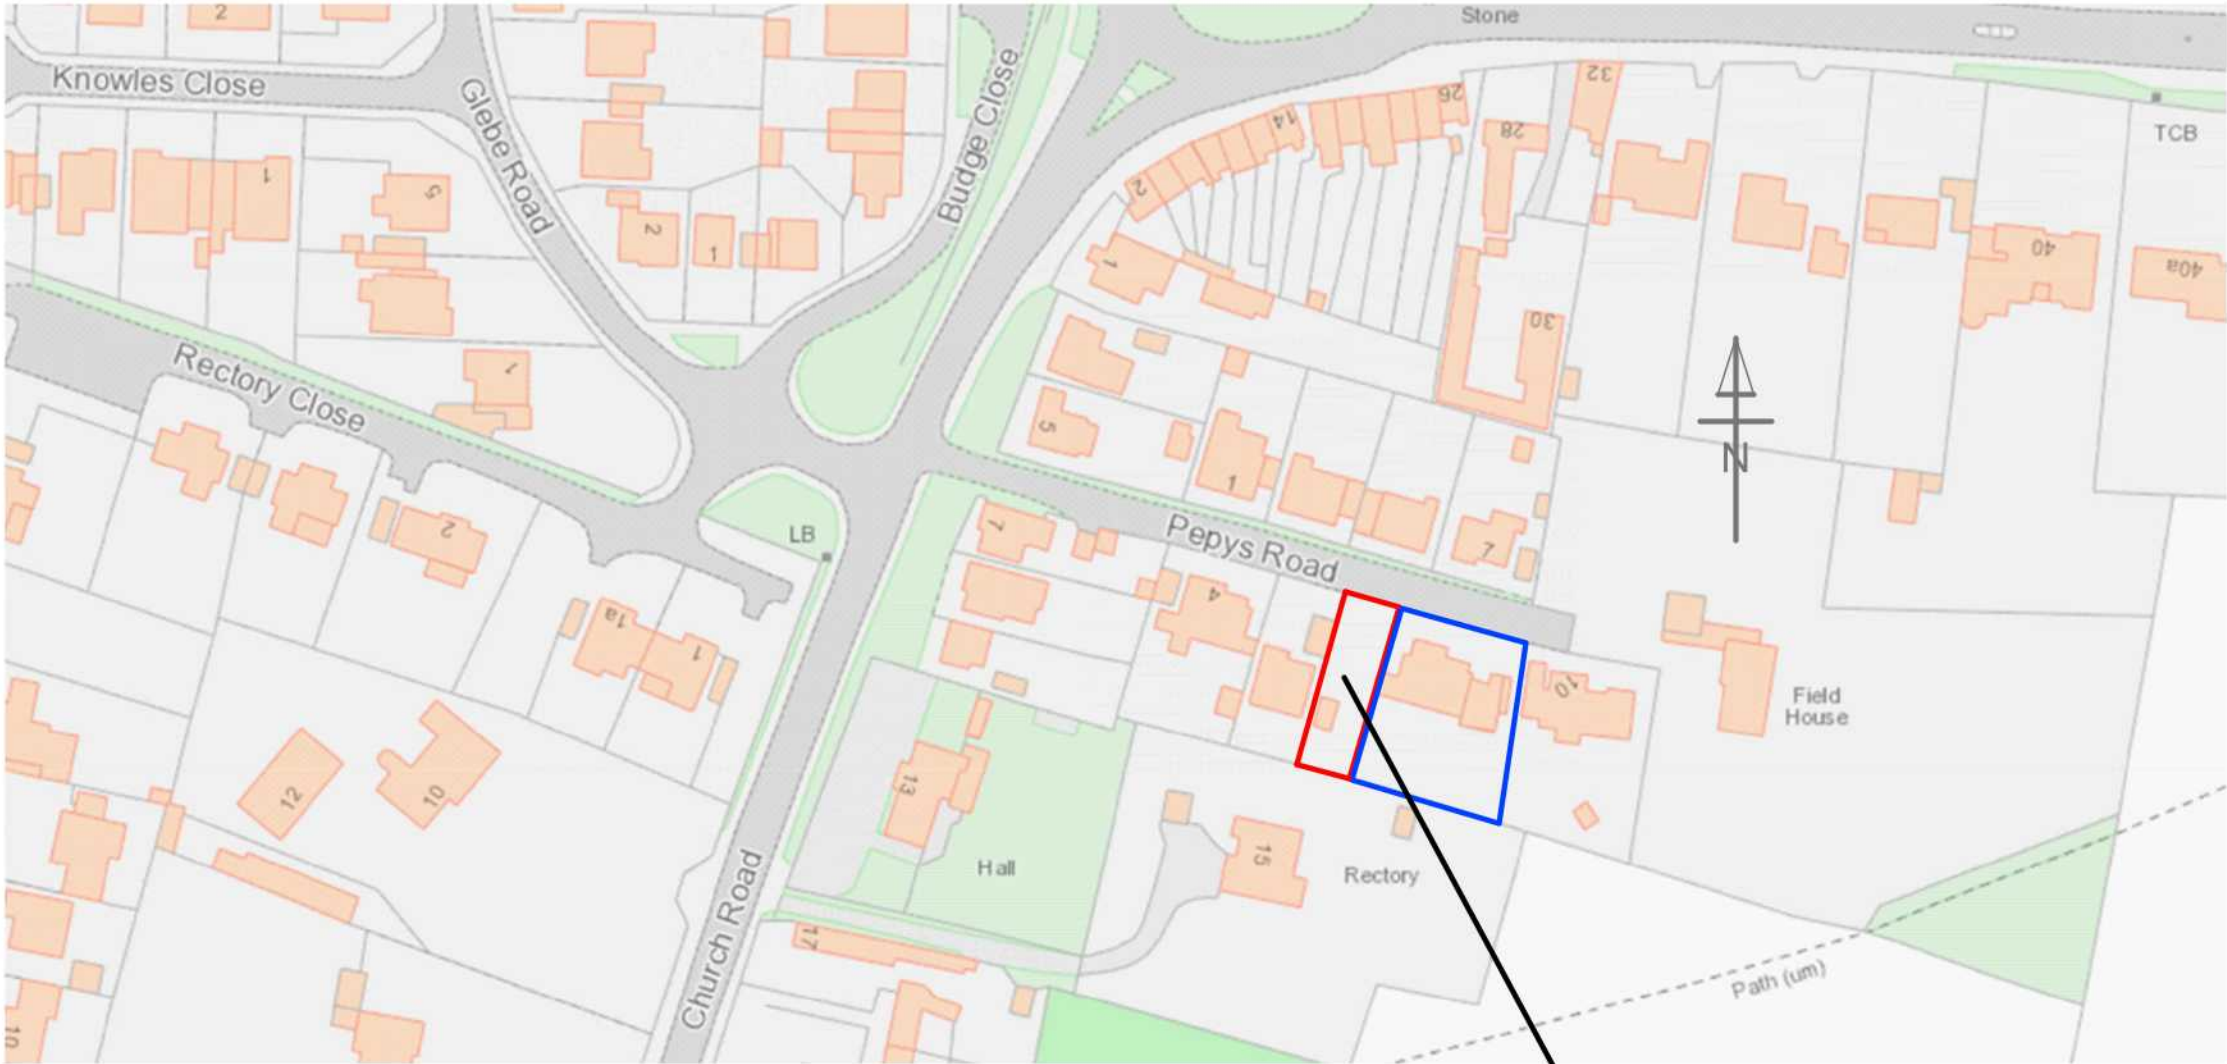 2
Stone
Knowles Close
Glebe Road
Budge Close
32
26
14
28
TCB
1
5
2
1
2
1
40
40a
30
Rectory Close
1
5
1
N
2
LB
7
Pepys Road
7
4
1a
1
10
Field
House
13
12
10
15
Hall
Rectory
17
Church Road
Path (um)
10